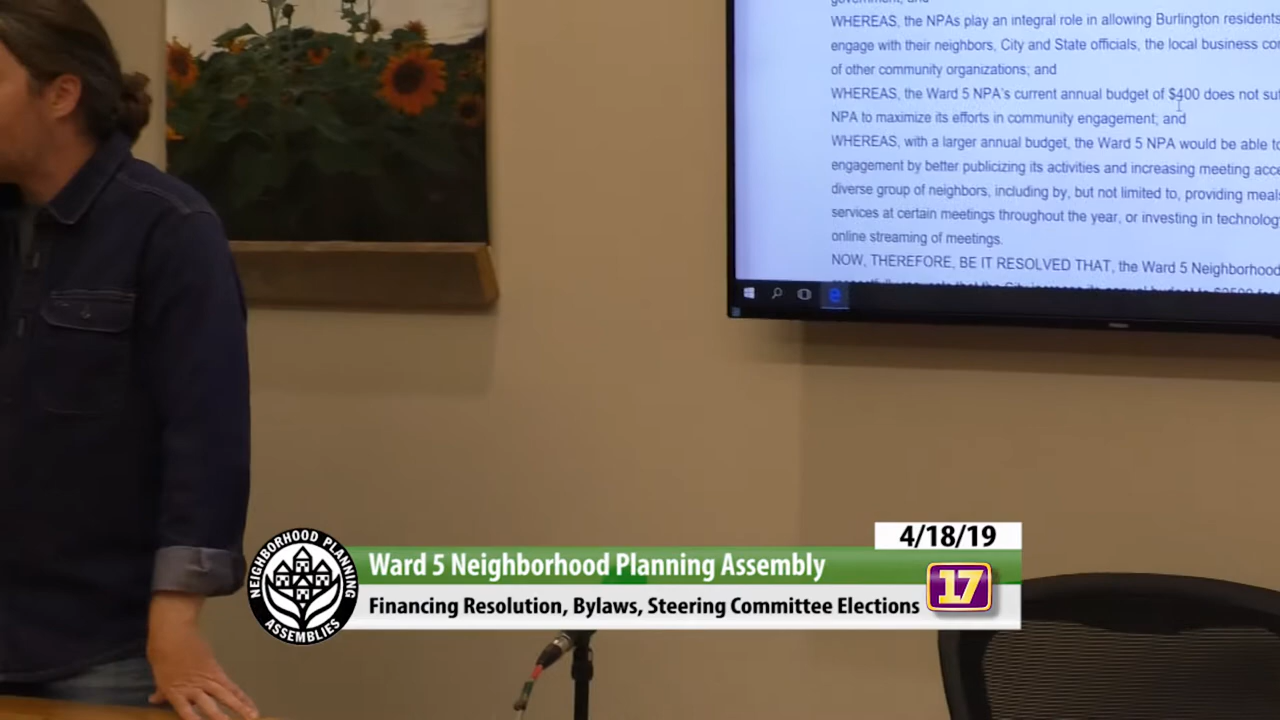 WHEREAS, the NPAs play an integral role in allowing Burlington residents
engage with their neighbors, City and State officials, the local business
of other community organizations; and
WHEREAS, the Ward 5 NPA's current annual budget of $400 does not
NPA to maximize its efforts in community engagement; and
WHEREAS, with a larger annual budget, the Ward 5 NPA would be able to
engagement by better publicizing its activities and increasing meeting
diverse group of neighbors, including by, but not limited to, providing
services at certain meetings throughout the year, or investing in
online streaming of meetings.
NOW, THEREFORE, BE IT RESOLVED THAT, the Ward 5 Neighborhood
4/18/19
NEIGHBORHOOD PLANNING
ASSEMBLIES
Ward 5 Neighborhood Planning Assembly
17
Financing Resolution, Bylaws, Steering Committee Elections